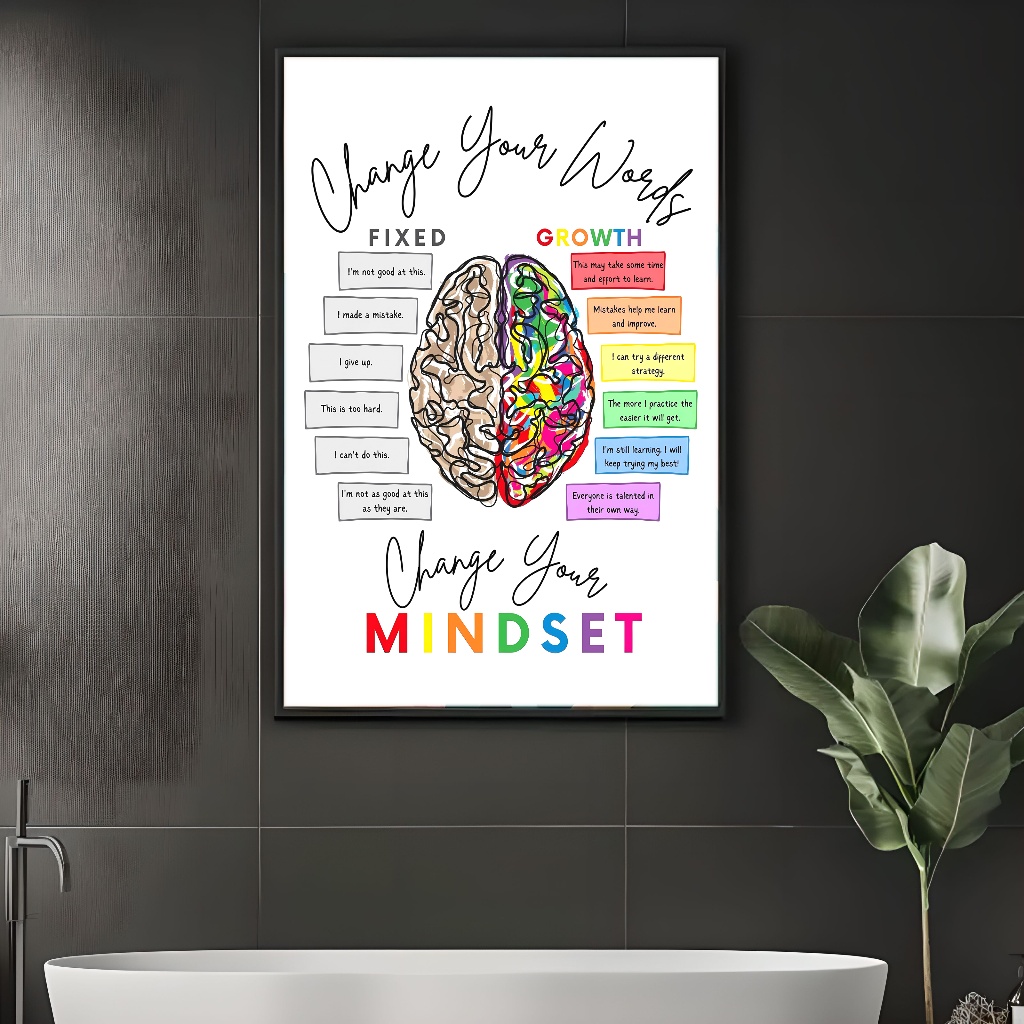 Change Your Words
FIXED
GROWTH
I'm not good at this.
This may take some time
and effort to learn.
I made a mistake.
Mistakes help me learn
and improve.
I give up.
I can try a different
strategy.
This is too hard.
The more I practice the
easier it will get.
I can't do this.
I'm still learning. I will
keep trying my best!
I'm not as good at this
as they are.
Everyone is talented in
their own way.
Change Your
MINDSET